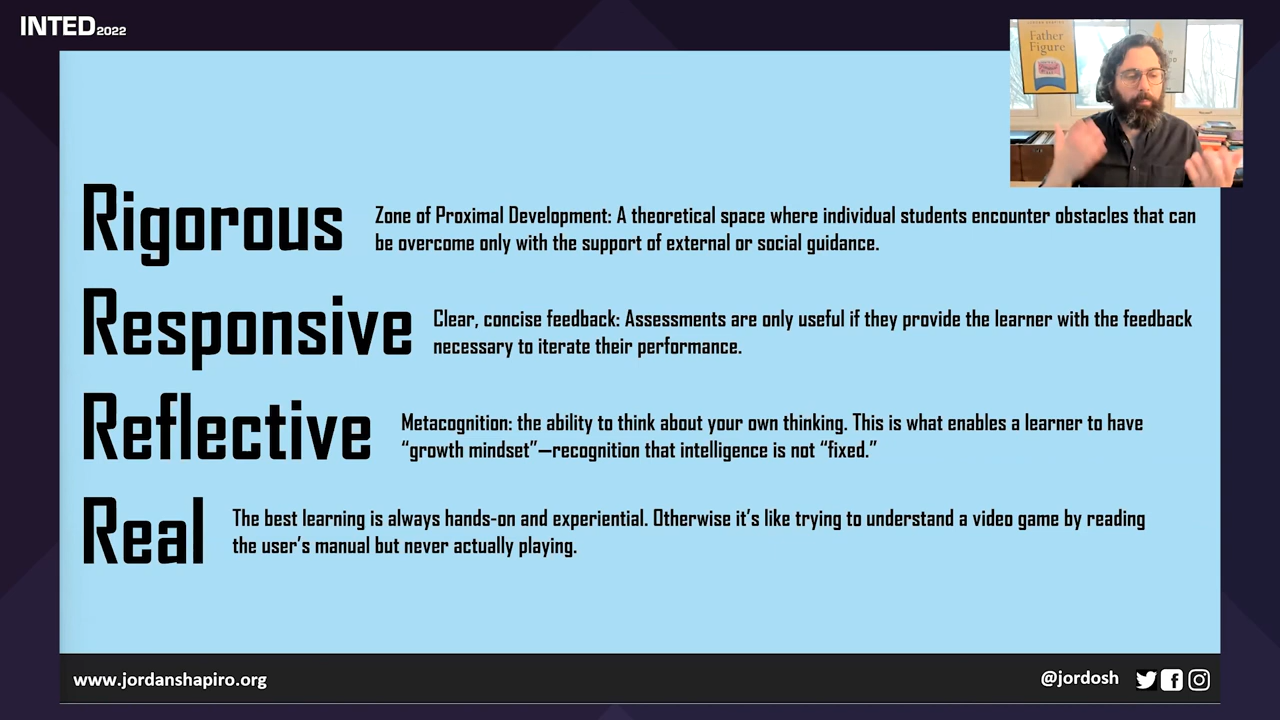 INTED2022
Father
Figure
Rigorous
Zone of Proximal Development: A theoretical space where individual students encounter obstacles that can
be overcome only with the support of external or social guidance.
Responsive
Clear, concise feedback: Assessments are only useful if they provide the learner with the feedback
necessary to iterate their performance.
Reflective
Metacognition: the ability to think about your own thinking. This is what enables a learner to have
“growth mindset”—recognition that intelligence is not “fixed.”
Real
The best learning is always hands-on and experiential. Otherwise it’s like trying to understand a video game by reading
the user’s manual but never actually playing.
www.jordanshapiro.org
@jordosh